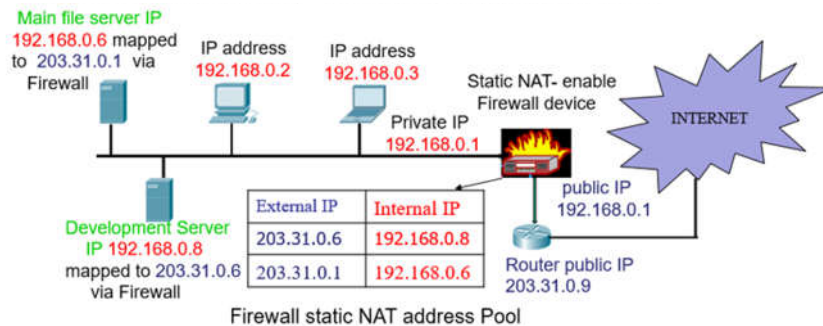 Main file server IP
192.168.0.6 mapped
to 203.31.0.1 via
Firewall
IP address
192.168.0.2
IP address
192.168.0.3
Static NAT- enable
Firewall device
INTERNET
Private IP
192.168.0.1
public IP
192.168.0.1
Development Server
IP 192.168.0.8
mapped to 203.31.0.6
via Firewall
External IP Internal IP
203.31.0.6 192.168.0.8
203.31.0.1 192.168.0.6
Router public IP
203.31.0.9
Firewall static NAT address Pool